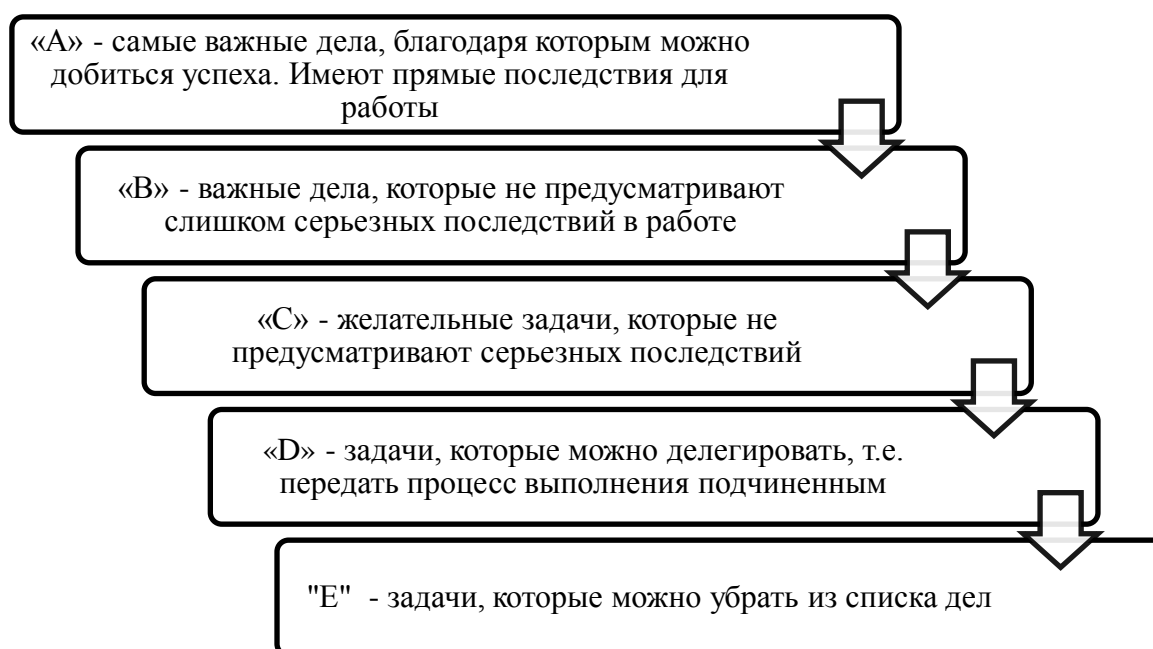 «A» - самые важные дела, благодаря которым можно
добиться успеха. Имеют прямые последствия для
работы
«B» - важные дела, которые не предусматривают
слишком серьезных последствий в работе
«C» - желательные задачи, которые не
предусматривают серьезных последствий
«D» - задачи, которые можно делегировать, т.е.
передать процесс выполнения подчиненным
"E" - задачи, которые можно убрать из списка дел